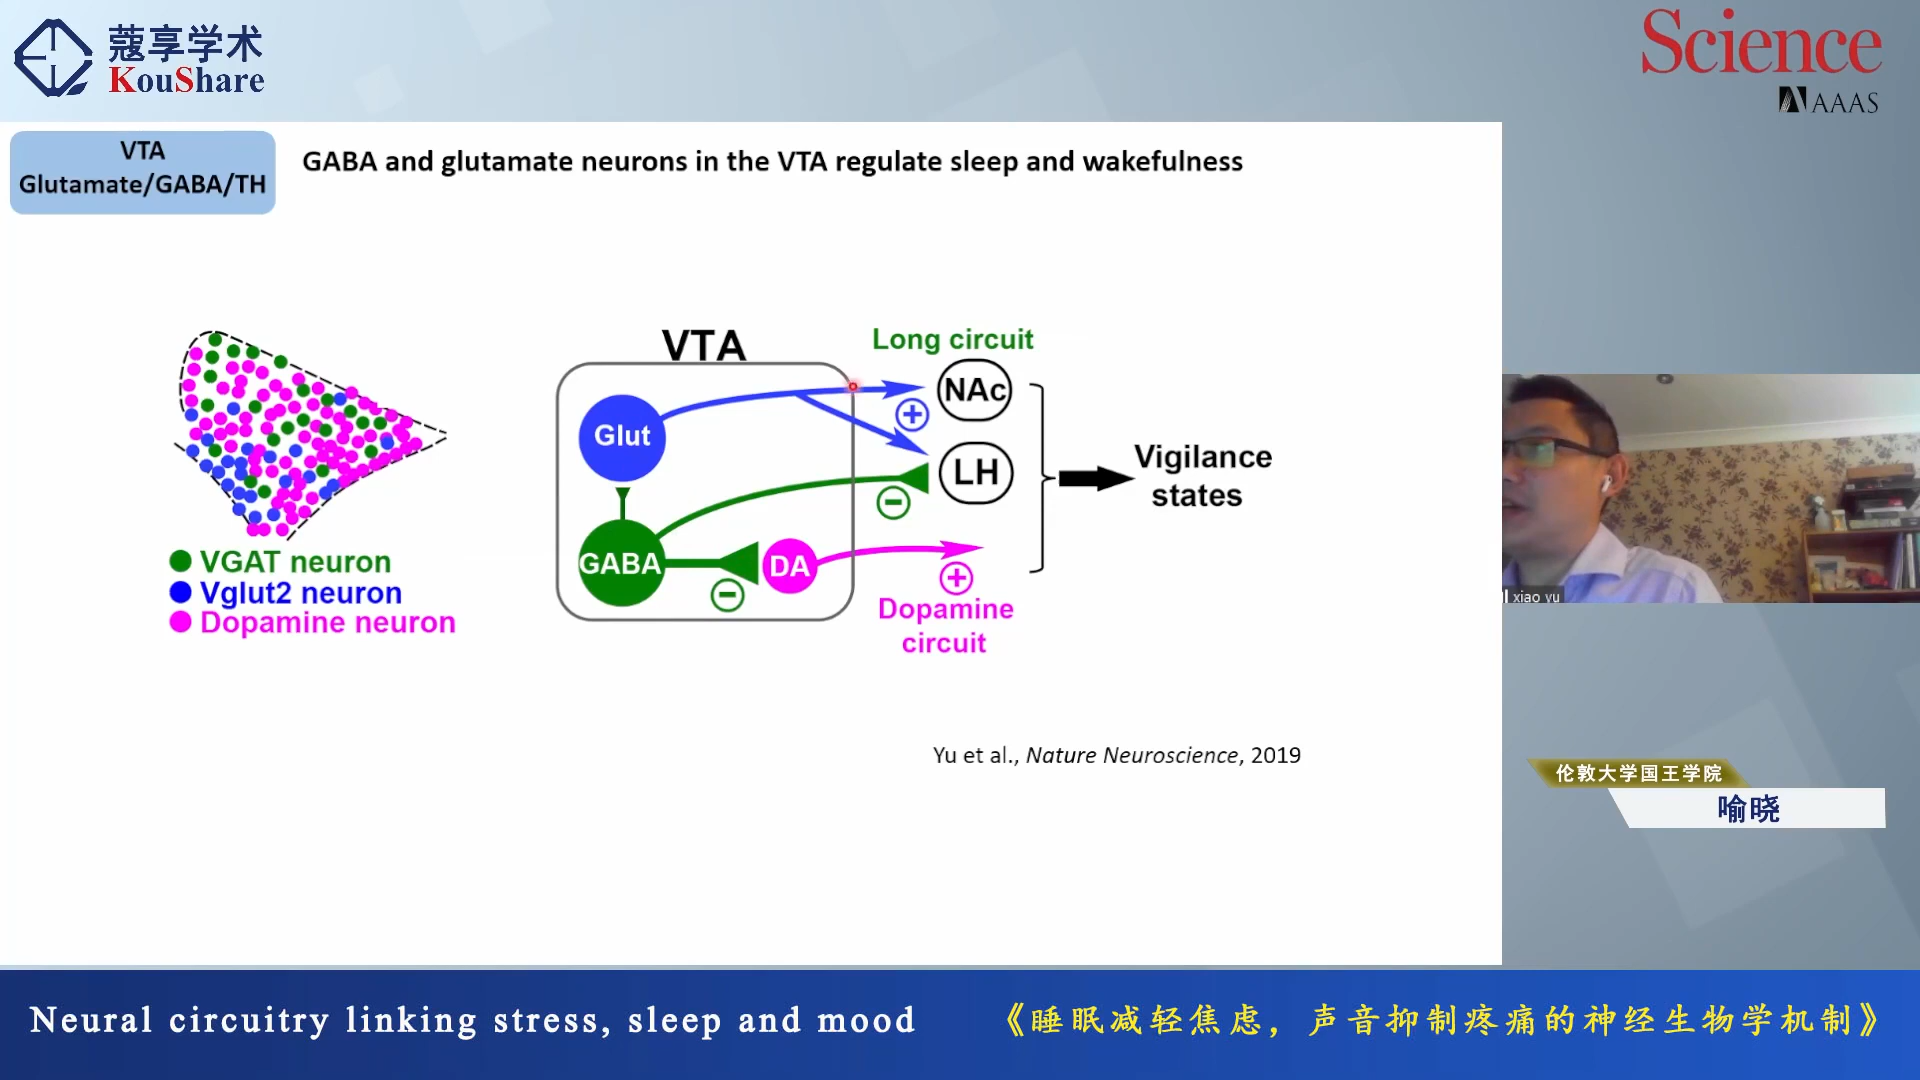 蔻享学术
KouShare
Science
AAAS
VTA
Glutamate/GABA/TH
GABA and glutamate neurons in the VTA regulate sleep and wakefulness
VGAT neuron
Vglut2 neuron
Dopamine neuron
VTA
Glut
GABA
DA
Long circuit
NAc
LH
+
−
−
+
Dopamine
circuit
Vigilance
states
Yu et al., Nature Neuroscience, 2019
xiao yu
伦敦大学国王学院
喻晓
Neural circuitry linking stress, sleep and mood
《睡眠减轻焦虑，声音抑制疼痛的神经生物学机制》